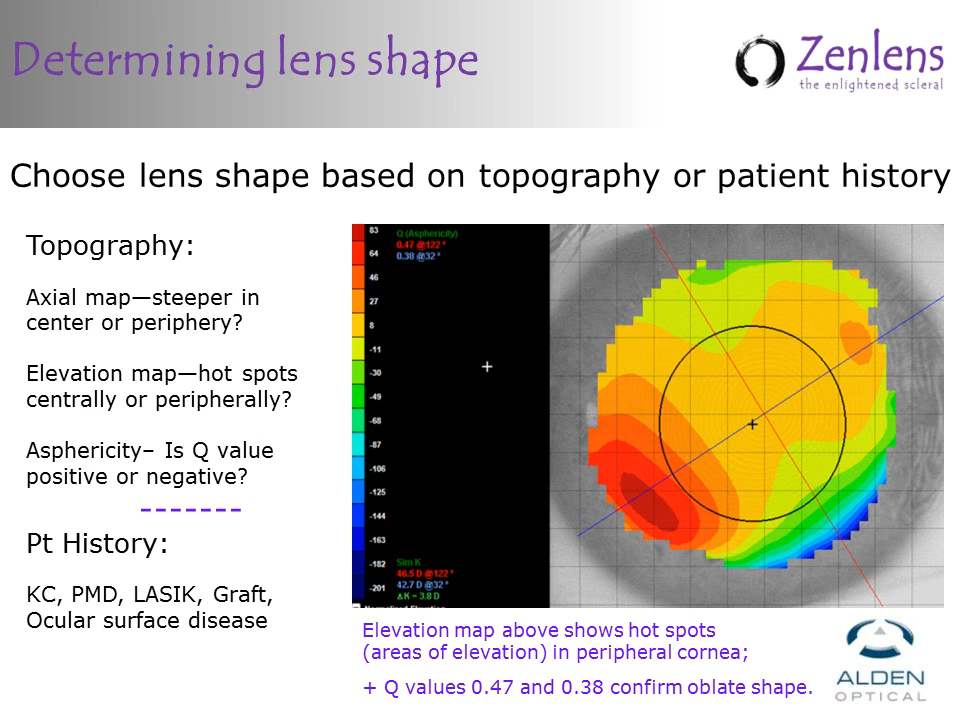 Determining lens shape
Zenlens
the enlightened scleral
Choose lens shape based on topography or patient history
Topography:
Axial map—steeper in
center or periphery?
Elevation map—hot spots
centrally or peripherally?
Asphericity– Is Q value
positive or negative?
-------
Pt History:
KC, PMD, LASIK, Graft,
Ocular surface disease
83
64
46
27
8
-11
-30
-49
-68
-87
-106
-125
-144
-163
-182
-201
Q (Asphericity)
0.47 @122 °
0.38 @32 °
Sim K
46.5 D @122 °
42.7 D @32 °
ΔK = 3.8 D
Normalized Elevation
Elevation map above shows hot spots
(areas of elevation) in peripheral cornea;
+ Q values 0.47 and 0.38 confirm oblate shape.
ALDEN
OPTICAL